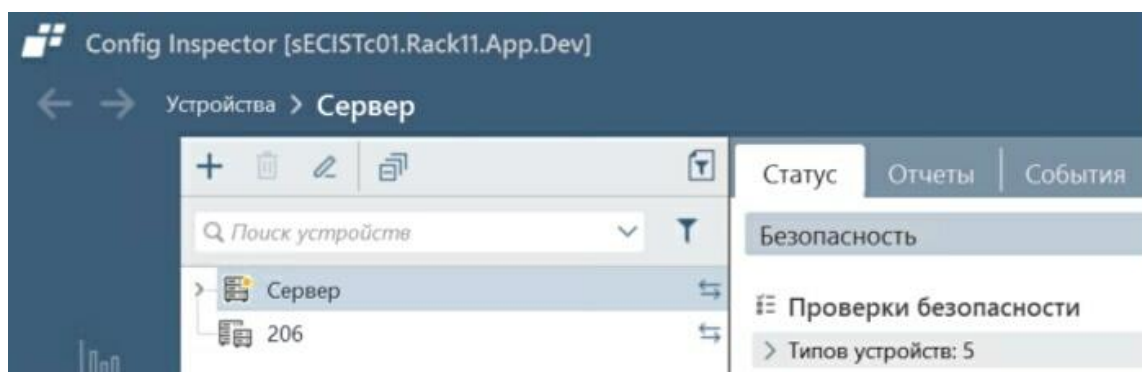 Config Inspector [sECISTc01.Rack11.App.Dev]
Устройства > Сервер
Статус Отчеты События
Поиск устройств
Безопасность
Сервер
206
Проверки безопасности
> Типов устройств: 5